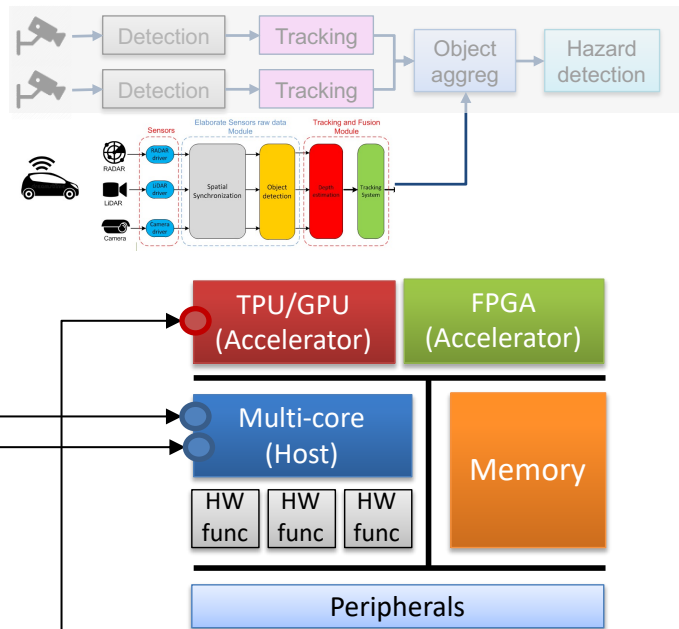 Detection
Tracking
Object
aggreg
Hazard
detection
Detection
Tracking
Sensors
Elaborate Sensors raw data
Module
Tracking and Fusion
Module
RADAR
RADAR
driver
LiDAR
LiDAR
driver
Camera
Camera
driver
Spatial
Synchronization
Object
detection
Depth
estimation
Tracking
System
TPU/GPU
(Accelerator)
FPGA
(Accelerator)
Multi-core
(Host)
Memory
HW
func
HW
func
HW
func
Peripherals